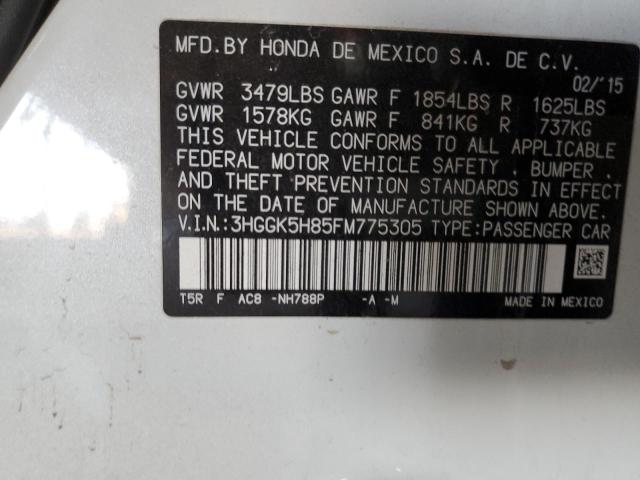 MFD.BY HONDA DE MEXICO S.A. DE C.V.
02/'15
GVWR 3479LBS GAWR F 1854LBS R 1625LBS
GVWR 1578KG GAWR F 841KG R 737KG
THIS VEHICLE CONFORMS TO ALL APPLICABLE
FEDERAL MOTOR VEHICLE SAFETY , BUMPER ,
AND THEFT PREVENTION STANDARDS IN EFFECT
ON THE DATE OF MANUFACTURE SHOWN ABOVE.
V.I.N.:3HGGK5H85FM775305 TYPE:PASSENGER CAR
T5R F AC8 -NH788P -A -M MADE IN MEXICO